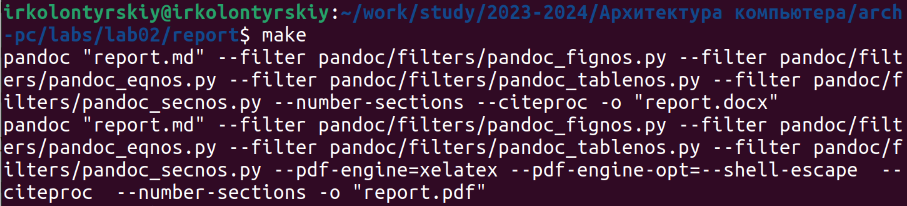 irkolontyrskiy@irkolontyrskiy:~/work/study/2023-2024/Архитектура компьютера/arch
-pc/labs/lab02/report$ make
pandoc "report.md" --filter pandoc/filters/pandoc_fignos.py --filter pandoc/filt
ers/pandoc_eqnos.py --filter pandoc/filters/pandoc_tablenos.py --filter pandoc/f
ilters/pandoc_secnos.py --number-sections --citeproc -o "report.docx"
pandoc "report.md" --filter pandoc/filters/pandoc_fignos.py --filter pandoc/filt
ers/pandoc_eqnos.py --filter pandoc/filters/pandoc_tablenos.py --filter pandoc/f
ilters/pandoc_secnos.py --pdf-engine=xelatex --pdf-engine-opt=--shell-escape  --
citeproc  --number-sections -o "report.pdf"